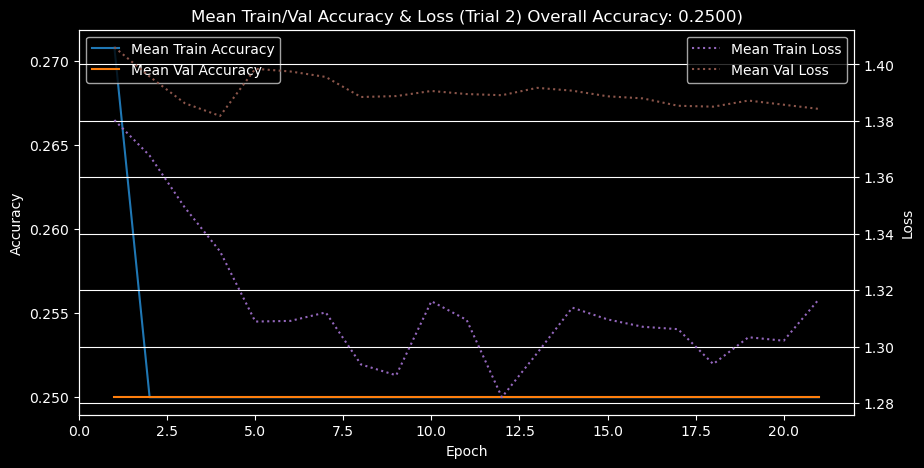 Mean Train/Val Accuracy & Loss (Trial 2) Overall Accuracy: 0.2500)
Mean Train Accuracy
Mean Val Accuracy
Mean Train Loss
Mean Val Loss
0.270
0.265
0.260
0.255
0.250
Accuracy
1.40
1.38
1.36
1.34
1.32
1.30
1.28
Loss
0.0 2.5 5.0 7.5 10.0 12.5 15.0 17.5 20.0
Epoch